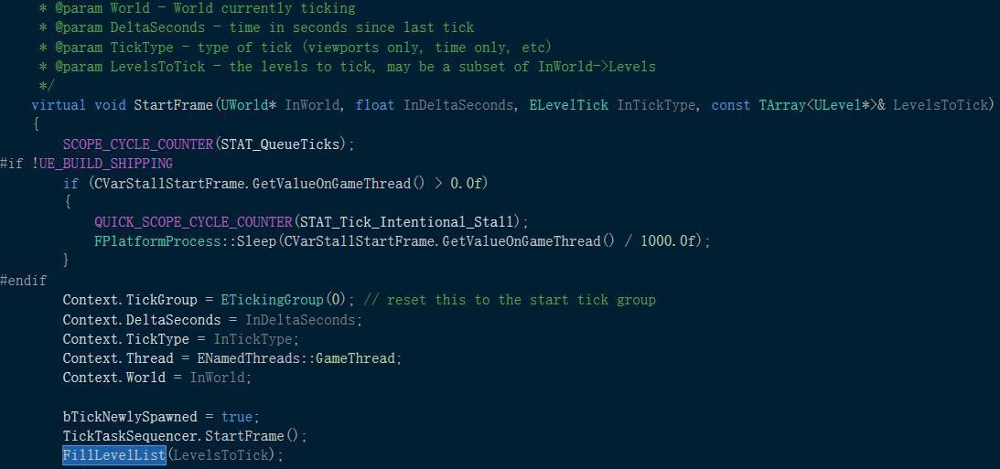 * @param World - World currently ticking
* @param DeltaSeconds - time in seconds since last tick
* @param TickType - type of tick (viewports only, time only, etc)
* @param LevelsToTick - the levels to tick, may be a subset of InWorld->Levels
*/
virtual void StartFrame(UWorld* InWorld, float InDeltaSeconds, ELevelTick InTickType, const TArray<ULevel*>& LevelsToTick)
{
SCOPE_CYCLE_COUNTER(STAT_QueueTicks);
#if !UE_BUILD_SHIPPING
if (CVarStallStartFrame.GetValueOnGameThread() > 0.0f)
{
QUICK_SCOPE_CYCLE_COUNTER(STAT_Tick_Intentional_Stall);
FPlatformProcess::Sleep(CVarStallStartFrame.GetValueOnGameThread() / 1000.0f);
}
#endif
Context.TickGroup = ETickingGroup(0); // reset this to the start tick group
Context.DeltaSeconds = InDeltaSeconds;
Context.TickType = InTickType;
Context.Thread = ENamedThreads::GameThread;
Context.World = InWorld;
bTickNewlySpawned = true;
TickTaskSequencer.StartFrame();
FillLevelList(LevelsToTick);